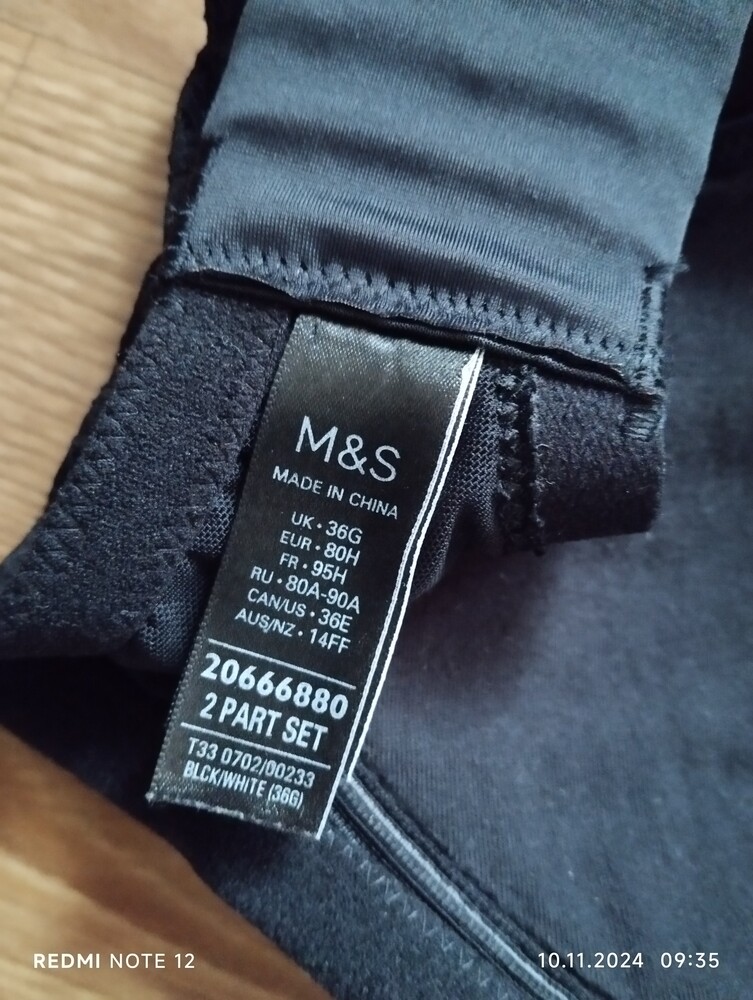 M&S
MADE IN CHINA
UK • 36G
EUR • 80H
FR • 95H
RU • 80A-90A
CAN/US • 36E
AUS/NZ • 14FF
20666880
2 PART SET
T33 0702/00233
BLCK/WHITE (36G)
REDMI NOTE 12
10.11.2024 09:35